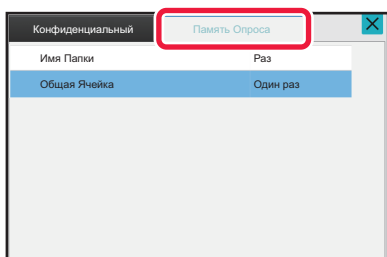 Конфиденциальный Память Опроса
Имя Папки Раз
Общая Ячейка Один раз